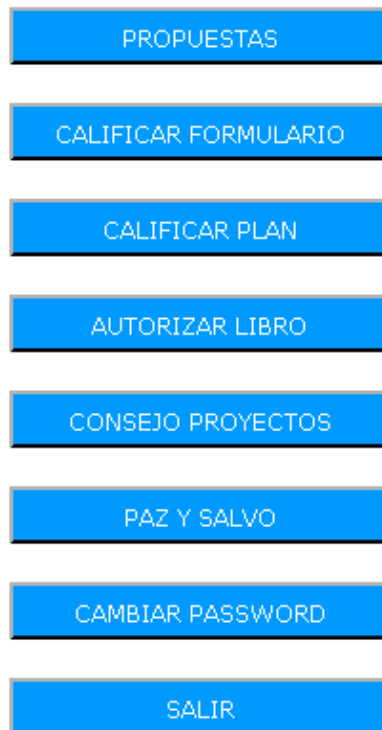 PROPUESTAS
CALIFICAR FORMULARIO
CALIFICAR PLAN
AUTORIZAR LIBRO
CONSEJO PROYECTOS
PAZ Y SALVO
CAMBIAR PASSWORD
SALIR